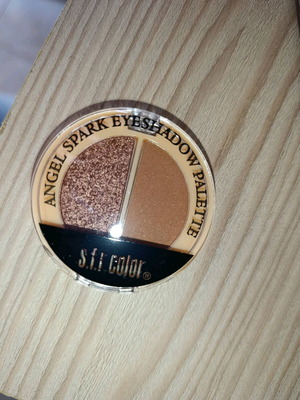 ANGEL SPARK EYESHADOW PALETTE
s.f.r color®